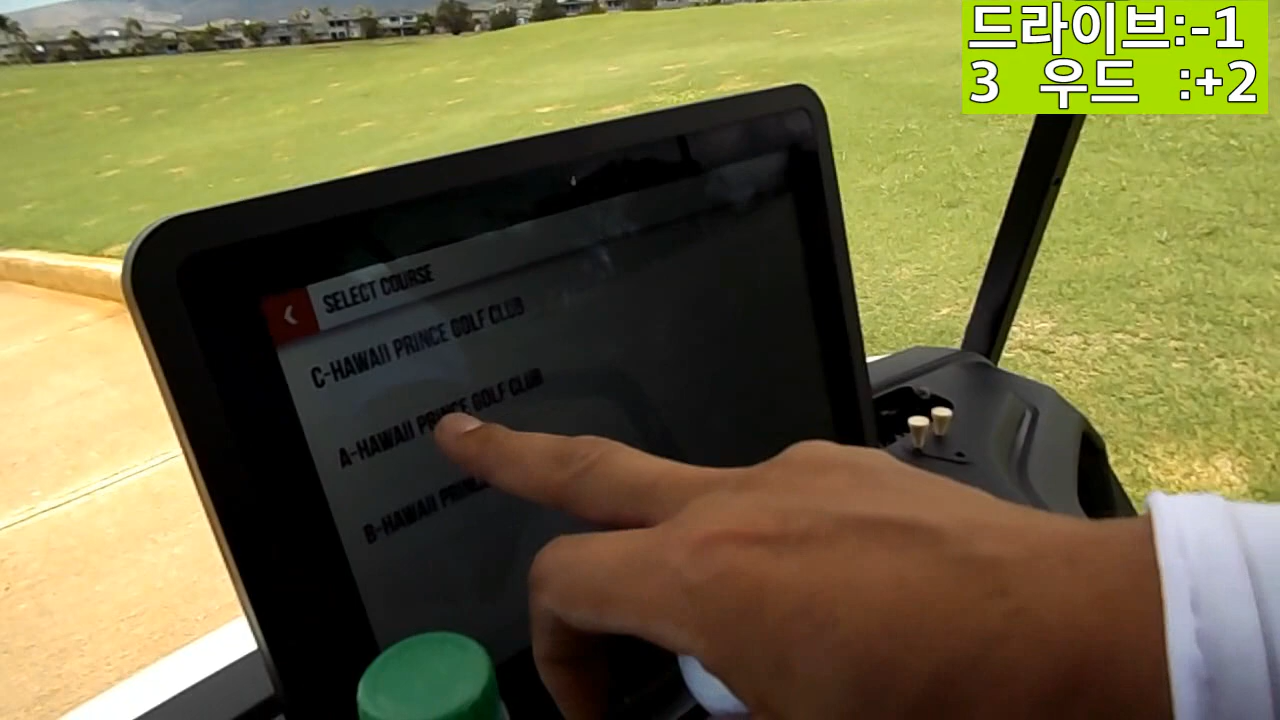 드라이브:-1
3 우드 :+2
SELECT COURSE
C-HAWAII PRINCE GOLF CLUB
A-HAWAII PRINCE GOLF CLUB
B-HAWAII